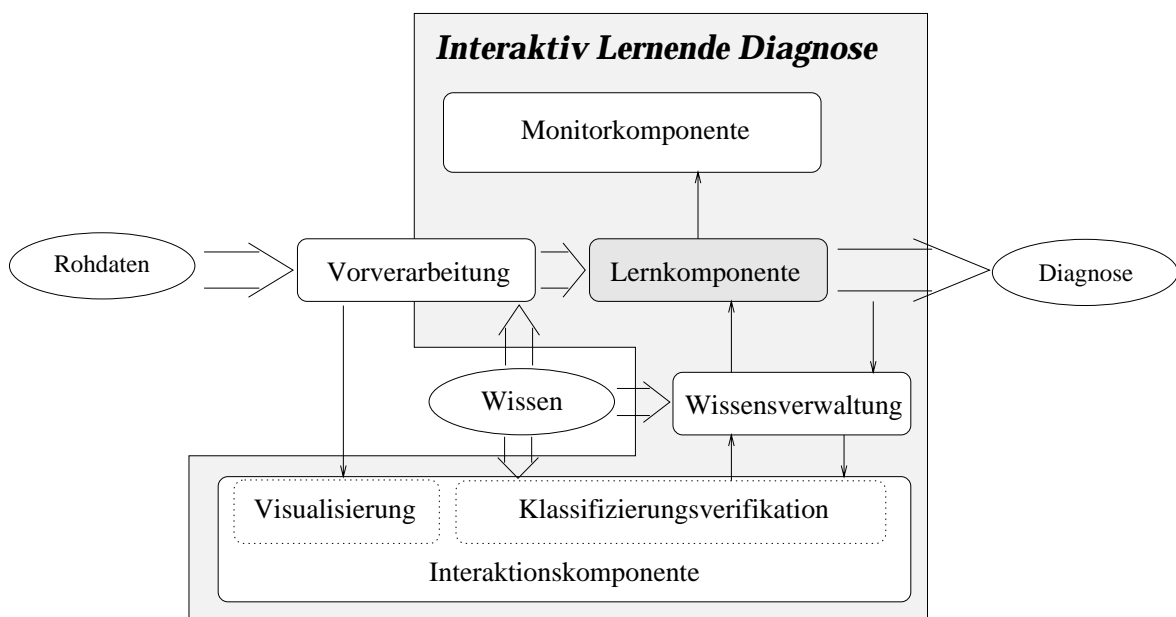 Interaktiv Lernende Diagnose
Monitorkomponente
Rohdaten
Vorverarbeitung
Lernkomponente
Diagnose
Wissen
Wissensverwaltung
Visualisierung
Klassifizierungsverifikation
Interaktionskomponente